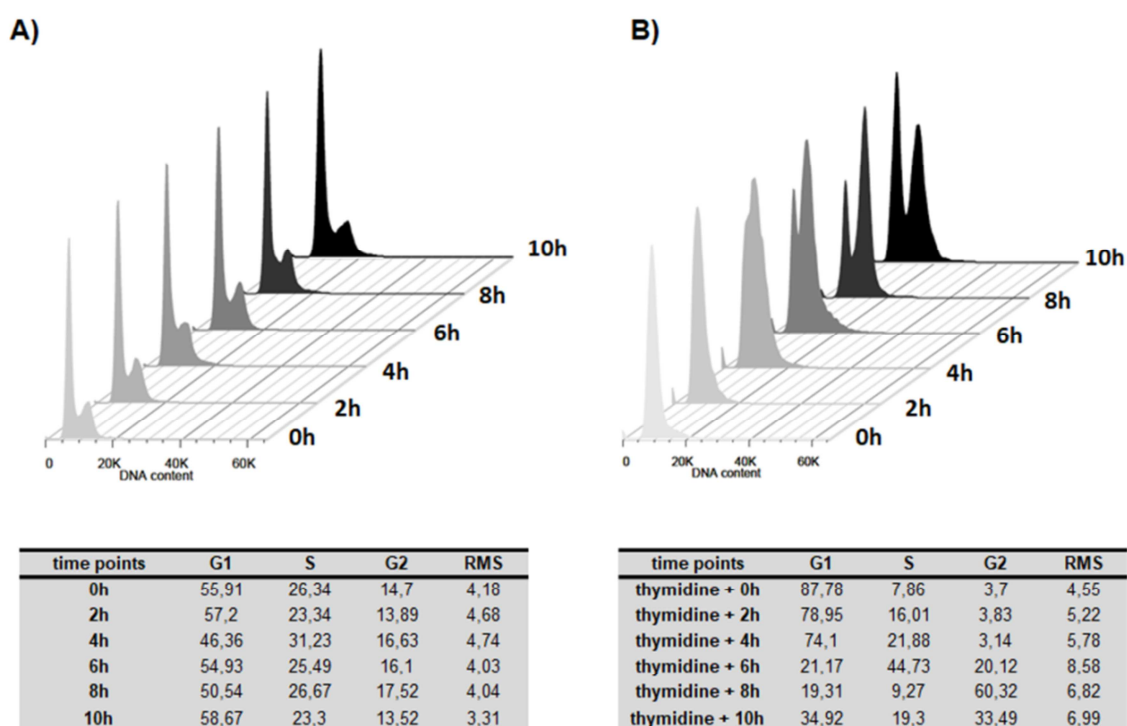 A)
10h
8h
6h
4h
2h
0h
0 20K 40K 60K
DNA content
time points G1 S G2 RMS
0h 55,91 26,34 14,7 4,18
2h 57,2 23,34 13,89 4,68
4h 46,36 31,23 16,63 4,74
6h 54,93 25,49 16,1 4,03
8h 50,54 26,67 17,52 4,04
10h 58,67 23,3 13,52 3,31
B)
10h
8h
6h
4h
2h
0h
0 20K 40K 60K
DNA content
time points G1 S G2 RMS
thymidine + 0h 87,78 7,86 3,7 4,55
thymidine + 2h 78,95 16,01 3,83 5,22
thymidine + 4h 74,1 21,88 3,14 5,78
thymidine + 6h 21,17 44,73 20,12 8,58
thymidine + 8h 19,31 9,27 60,32 6,82
thymidine + 10h 34,92 19,3 33,49 6,99